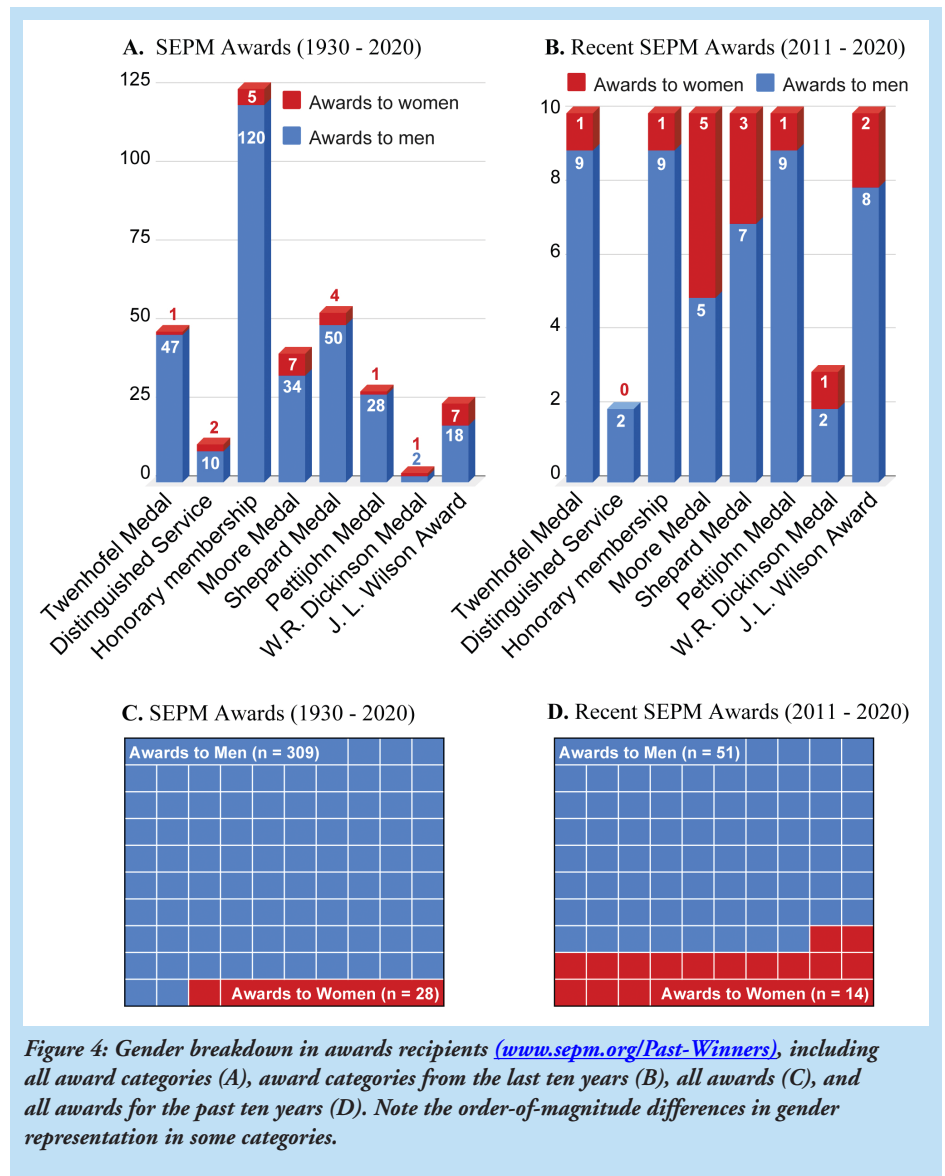 A. SEPM Awards (1930 - 2020)
125
100
75
50
25
0
Awards to women
Awards to men
1
47
2
10
5
120
7
34
4
50
1
28
1
2
7
18
Twenhofel Medal
Distinguished Service
Honorary membership
Moore Medal
Shepard Medal
Pettijohn Medal
W.R. Dickinson Medal
J. L. Wilson Award
B. Recent SEPM Awards (2011 - 2020)
Awards to women
Awards to men
10
8
6
4
2
0
1
9
0
2
1
9
5
5
3
7
1
9
1
2
2
8
Twenhofel Medal
Distinguished Service
Honorary membership
Moore Medal
Shepard Medal
Pettijohn Medal
W.R. Dickinson Medal
J. L. Wilson Award
C. SEPM Awards (1930 - 2020)
Awards to Men (n = 309)
Awards to Women (n = 28)
D. Recent SEPM Awards (2011 - 2020)
Awards to Men (n = 51)
Awards to Women (n = 14)
Figure 4: Gender breakdown in awards recipients (www.sepm.org/Past-Winners), including
all award categories (A), award categories from the last ten years (B), all awards (C), and
all awards for the past ten years (D). Note the order-of-magnitude differences in gender
representation in some categories.